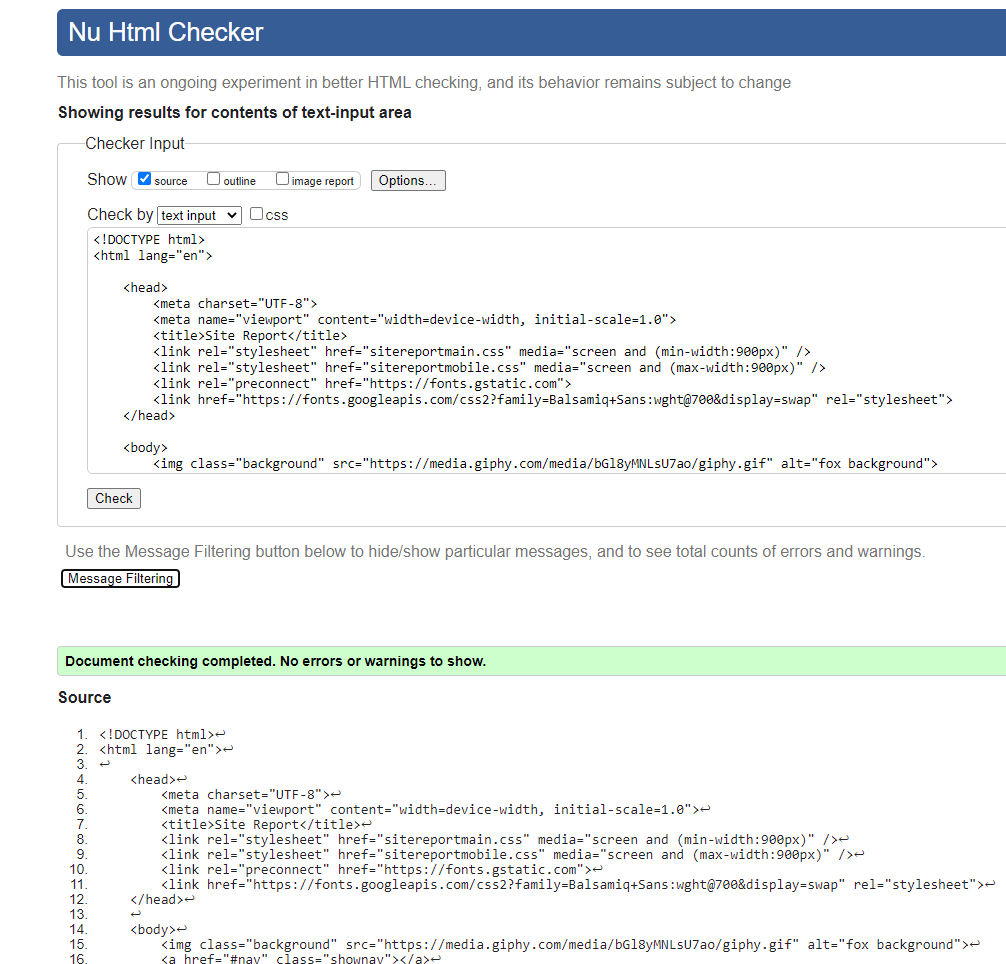 Nu Html Checker
This tool is an ongoing experiment in better HTML checking, and its behavior remains subject to change
Showing results for contents of text-input area
Checker Input
Show source outline image report Options...
Check by text input css
<!DOCTYPE html>
<html lang="en">
<head>
<meta charset="UTF-8">
<meta name="viewport" content="width=device-width, initial-scale=1.0">
<title>Site Report</title>
<link rel="stylesheet" href="sitereportmain.css" media="screen and (min-width:900px)" />
<link rel="stylesheet" href="sitereportmobile.css" media="screen and (max-width:900px)" />
<link rel="preconnect" href="https://fonts.gstatic.com">
<link href="https://fonts.googleapis.com/css2?family=Balsamiq+Sans:wght@700&display=swap" rel="stylesheet">
</head>
<body>
<img class="background" src="https://media.giphy.com/media/bGl8yMNLsU7ao/giphy.gif" alt="fox background">
Check
Use the Message Filtering button below to hide/show particular messages, and to see total counts of errors and warnings.
Message Filtering
Document checking completed. No errors or warnings to show.
Source
1. <!DOCTYPE html>↩
2. <html lang="en">↩
3. ↩
4. <head>↩
5. <meta charset="UTF-8">↩
6. <meta name="viewport" content="width=device-width, initial-scale=1.0">↩
7. <title>Site Report</title>↩
8. <link rel="stylesheet" href="sitereportmain.css" media="screen and (min-width:900px)" />↩
9. <link rel="stylesheet" href="sitereportmobile.css" media="screen and (max-width:900px)" />↩
10. <link rel="preconnect" href="https://fonts.gstatic.com">↩
11. <link href="https://fonts.googleapis.com/css2?family=Balsamiq+Sans:wght@700&display=swap" rel="stylesheet">↩
12. </head>↩
13. ↩
14. <body>↩
15. <img class="background" src="https://media.giphy.com/media/bGl8yMNLsU7ao/giphy.gif" alt="fox background">↩
16. <a href="#nav" class="shownav"></a>↩